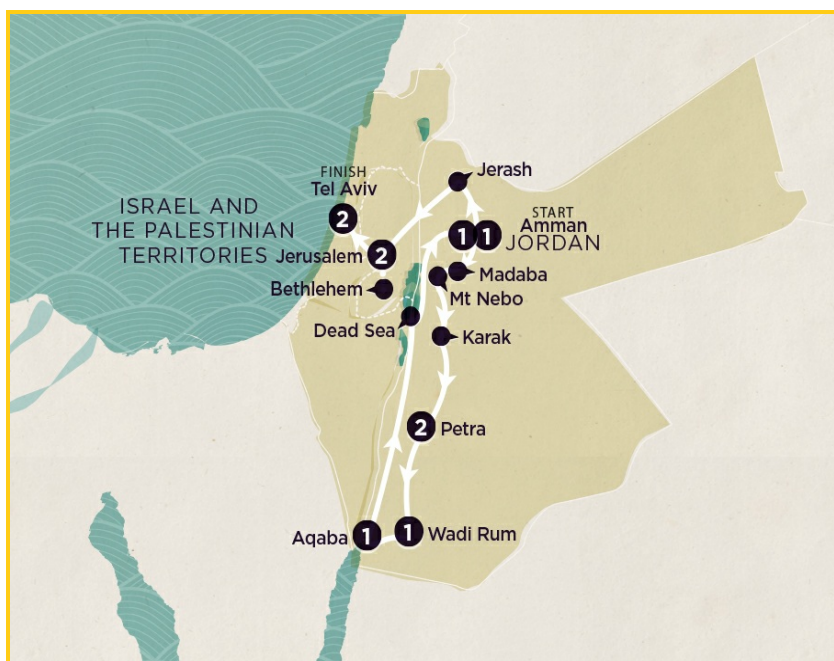 Jerash
FINISH
Tel Aviv
ISRAEL AND
THE PALESTINIAN
TERRITORIES
2
START
Amman
1 1
JORDAN
Jerusalem
2
Madaba
Bethlehem
Mt Nebo
Dead Sea
Karak
2
Petra
Aqaba
1
1
Wadi Rum